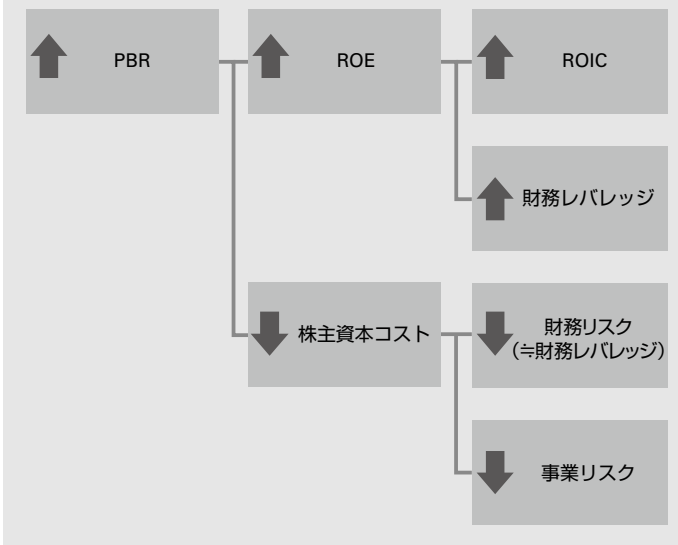 PBR
ROE
ROIC
財務レバレッジ
株主資本コスト
財務リスク
(≒財務レバレッジ)
事業リスク